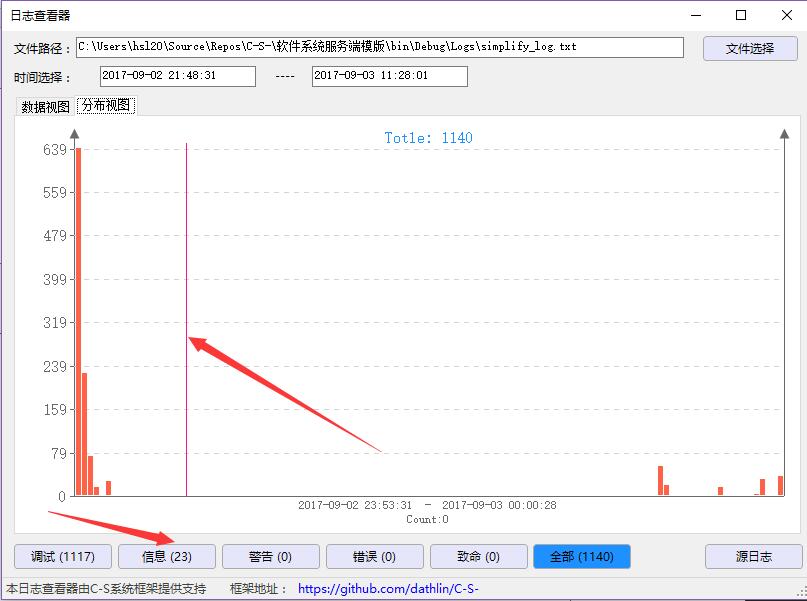 日志查看器
文件路径： C:\Users\hsl20\Source\Repos\C-S-\软件系统服务端模版\bin\Debug\Logs\simplify_log.txt 文件选择
时间选择： 2017-09-02 21:48:31 ---- 2017-09-03 11:28:01
数据视图 分布视图
Totle: 1140
639
559
479
399
319
239
159
79
0
2017-09-02 23:53:31 — 2017-09-03 00:00:28
Count:0
调试 (1117) 信息 (23) 警告 (0) 错误 (0) 致命 (0) 全部 (1140) 源日志
本日志查看器由C-S系统框架提供支持 框架地址： https://github.com/dathlin/C-S-